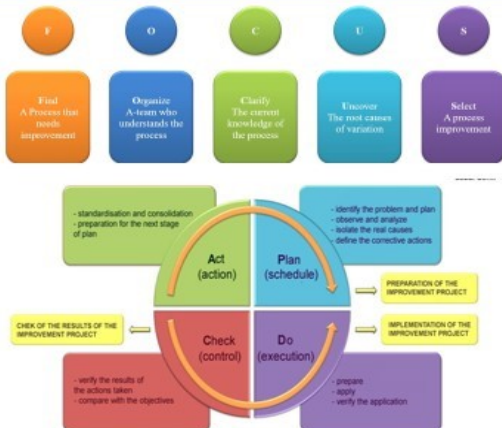 F
O
C
U
S
Find
A Process that
needs
improvement
Organize
A-team who
understands the
process
Clarify
The current
knowledge of
the process
Uncover
The root causes
of variation
Select
A process
improvement
- standardisation and consolidation
- preparation for the next stage
of plan
- identify the problem and plan
- observe and analyze
- isolate the real causes
- define the corrective actions
Act
(action)
Plan
(schedule)
PREPARATION OF THE
IMPROVEMENT PROJECT
CHEK OF THE RESULTS OF THE
IMPROVEMENT PROJECT
IMPLEMENTATION OF THE
IMPROVEMENT PROJECT
Check
(control)
Do
(execution)
- verify the results of
the actions taken
- compare with the objectives
- prepare
- apply
- verify the application